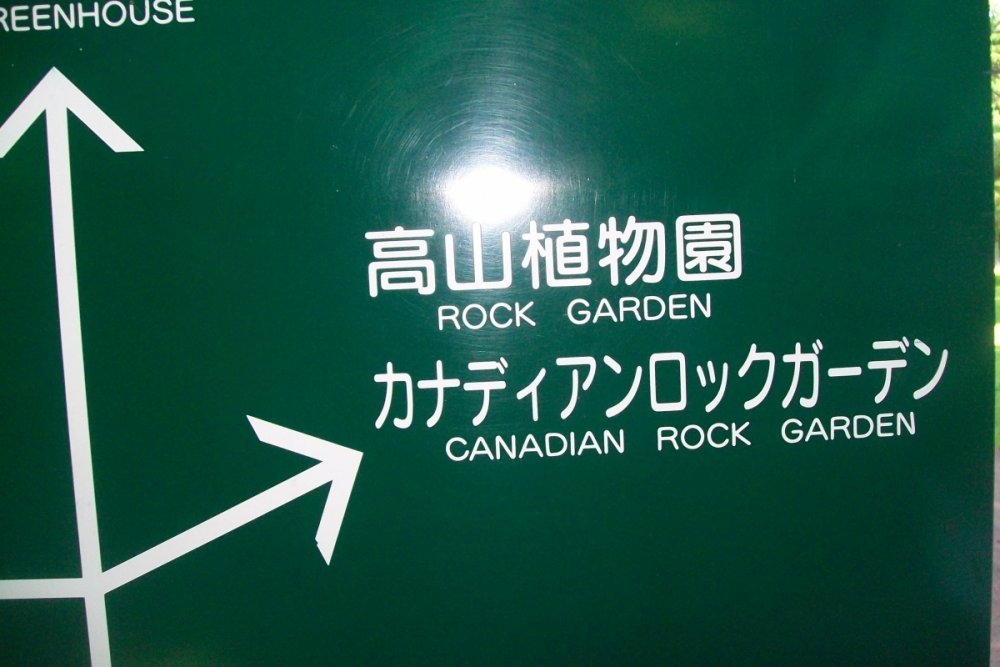 REENHOUSE
高山植物園
ROCK GARDEN
カナディアンロックガーデン
CANADIAN ROCK GARDEN